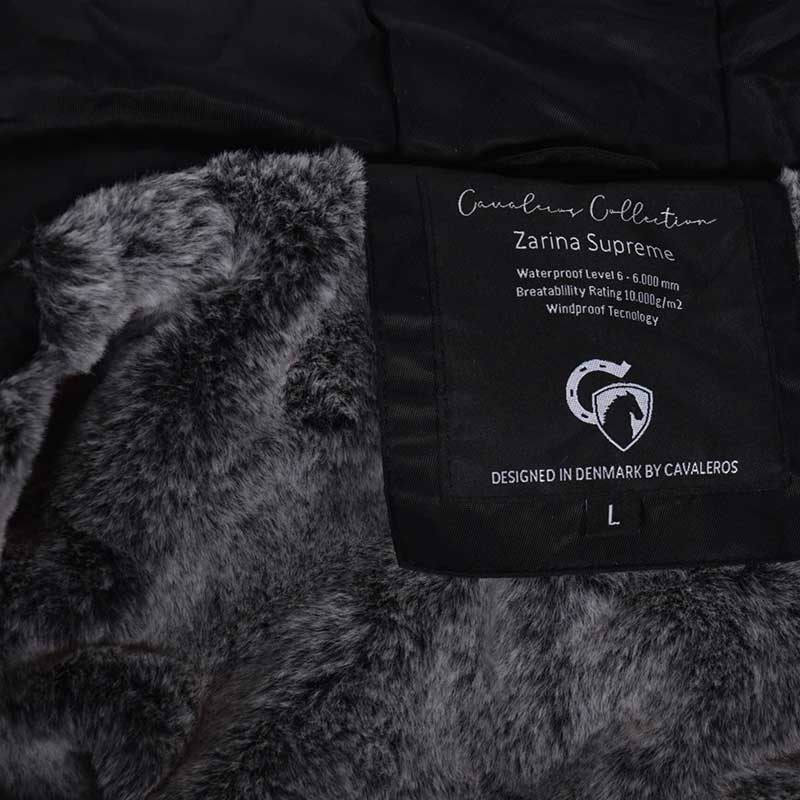 Cavaleros Collection
Zarina Supreme
Waterproof Level 6 - 6.000 mm
Breatablility Rating 10.000g/m2
Windproof Tecnology
DESIGNED IN DENMARK BY CAVALEROS
L